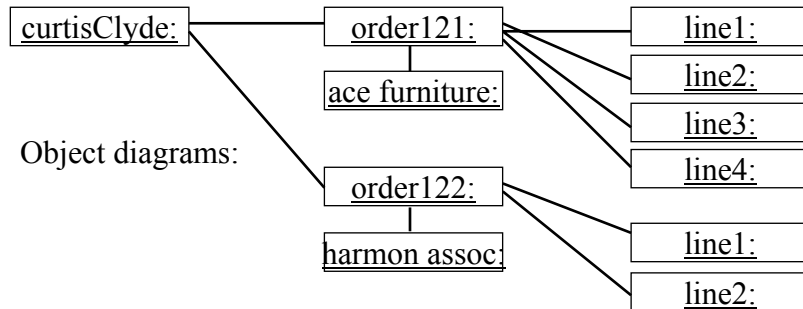 curtisClyde:
order121:
line1:
line2:
ace furniture:
line3:
Object diagrams:
line4:
order122:
line1:
harmon assoc:
line2: